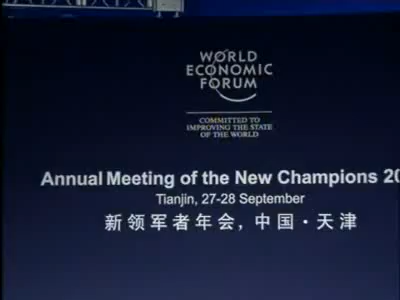 WORLD
ECONOMIC
FORUM
COMMITTED TO
IMPROVING THE STATE
OF THE WORLD
Annual Meeting of the New Champions 20
Tianjin, 27-28 September
新领军者年会，中国·天津